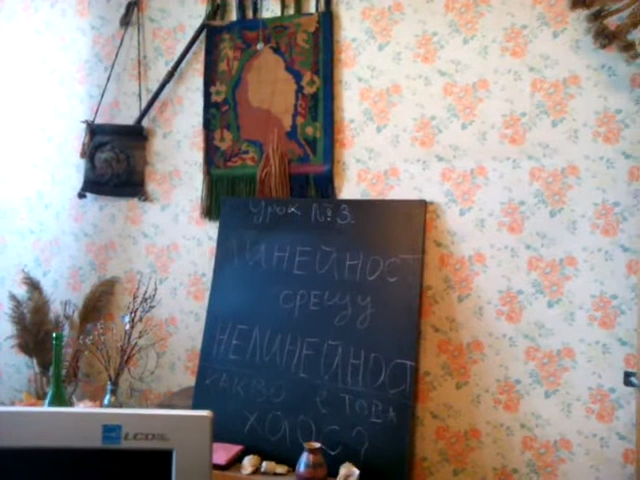 Урок №3.
ЛИНЕЙНОСТ
срещу
НЕЛИНЕЙНОСТ
КАКВО Е ТОВА
ХАОС?
LCD